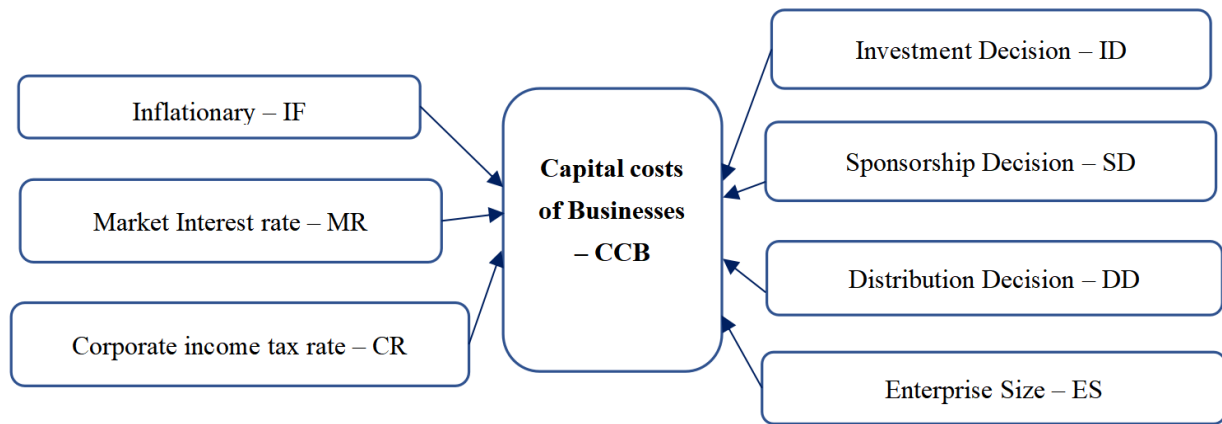 Inflationary – IF
Market Interest rate – MR
Corporate income tax rate – CR
Capital costs
of Businesses
– CCB
Investment Decision – ID
Sponsorship Decision – SD
Distribution Decision – DD
Enterprise Size – ES